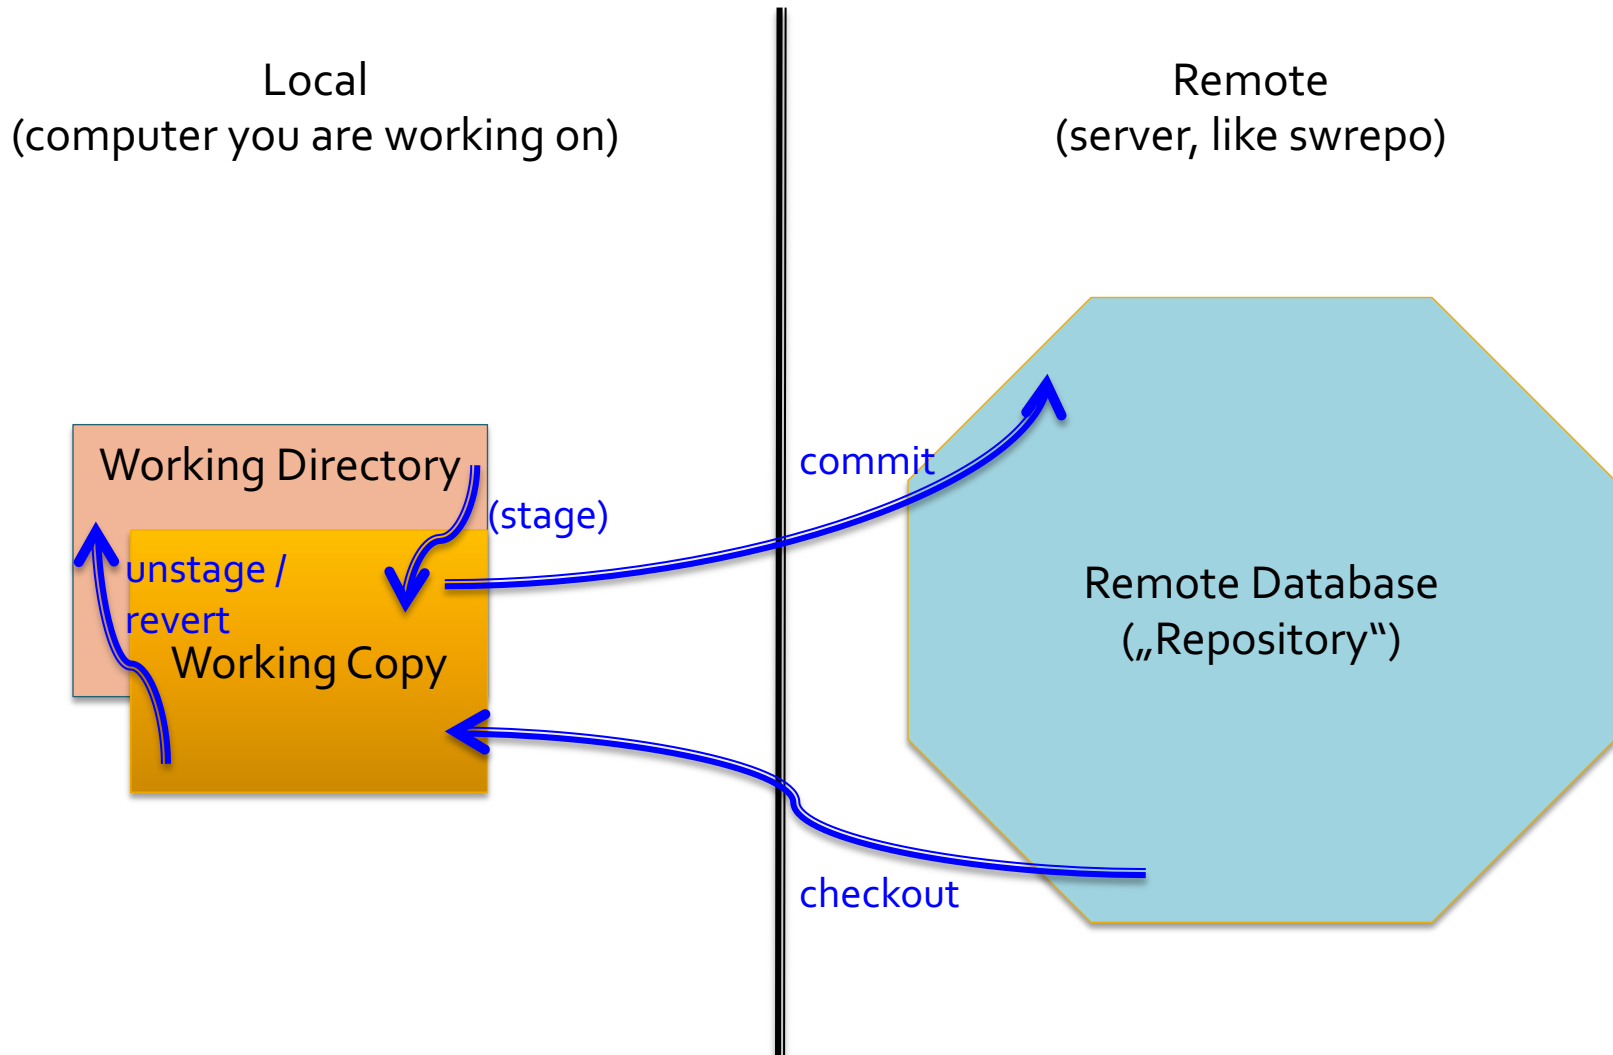 Local
(computer you are working on)
Remote
(server, like swrepo)
Working Directory
(stage)
commit
unstage /
revert
Working Copy
Remote Database
(„Repository“)
checkout